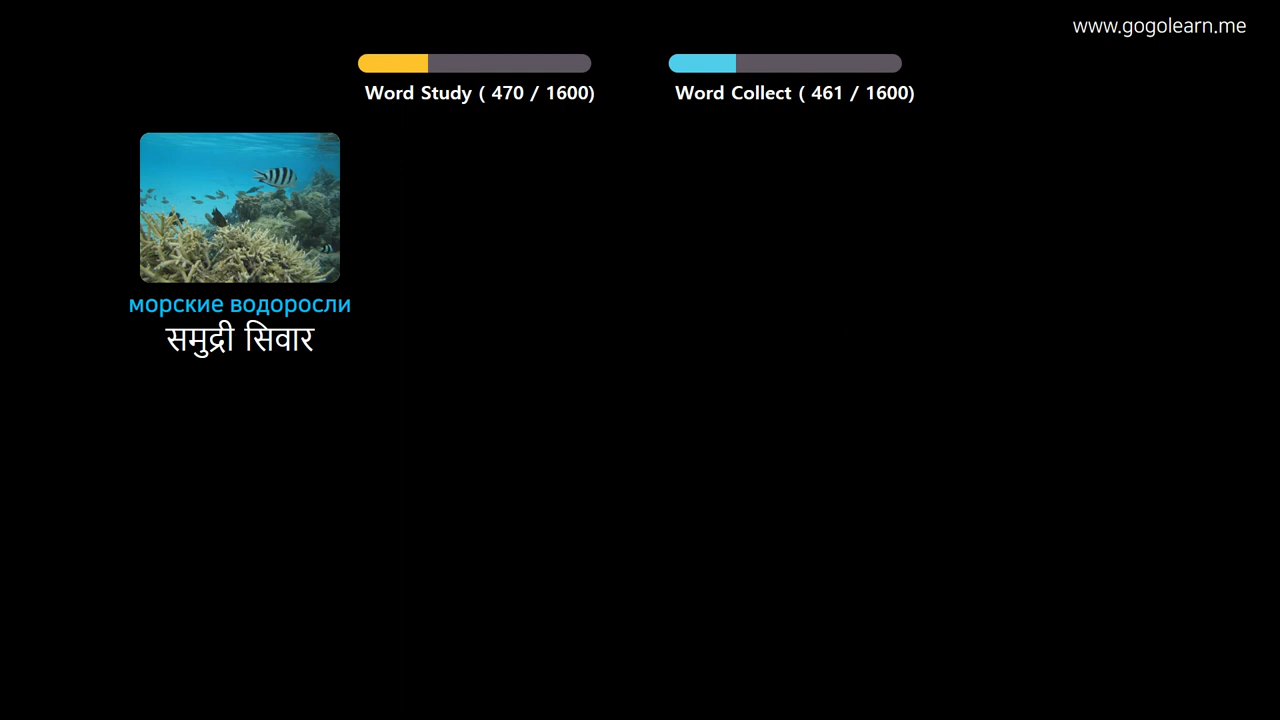 www.gogolearn.me
Word Study ( 470 / 1600)
Word Collect ( 461 / 1600)
морские водоросли
समुद्री सिवार